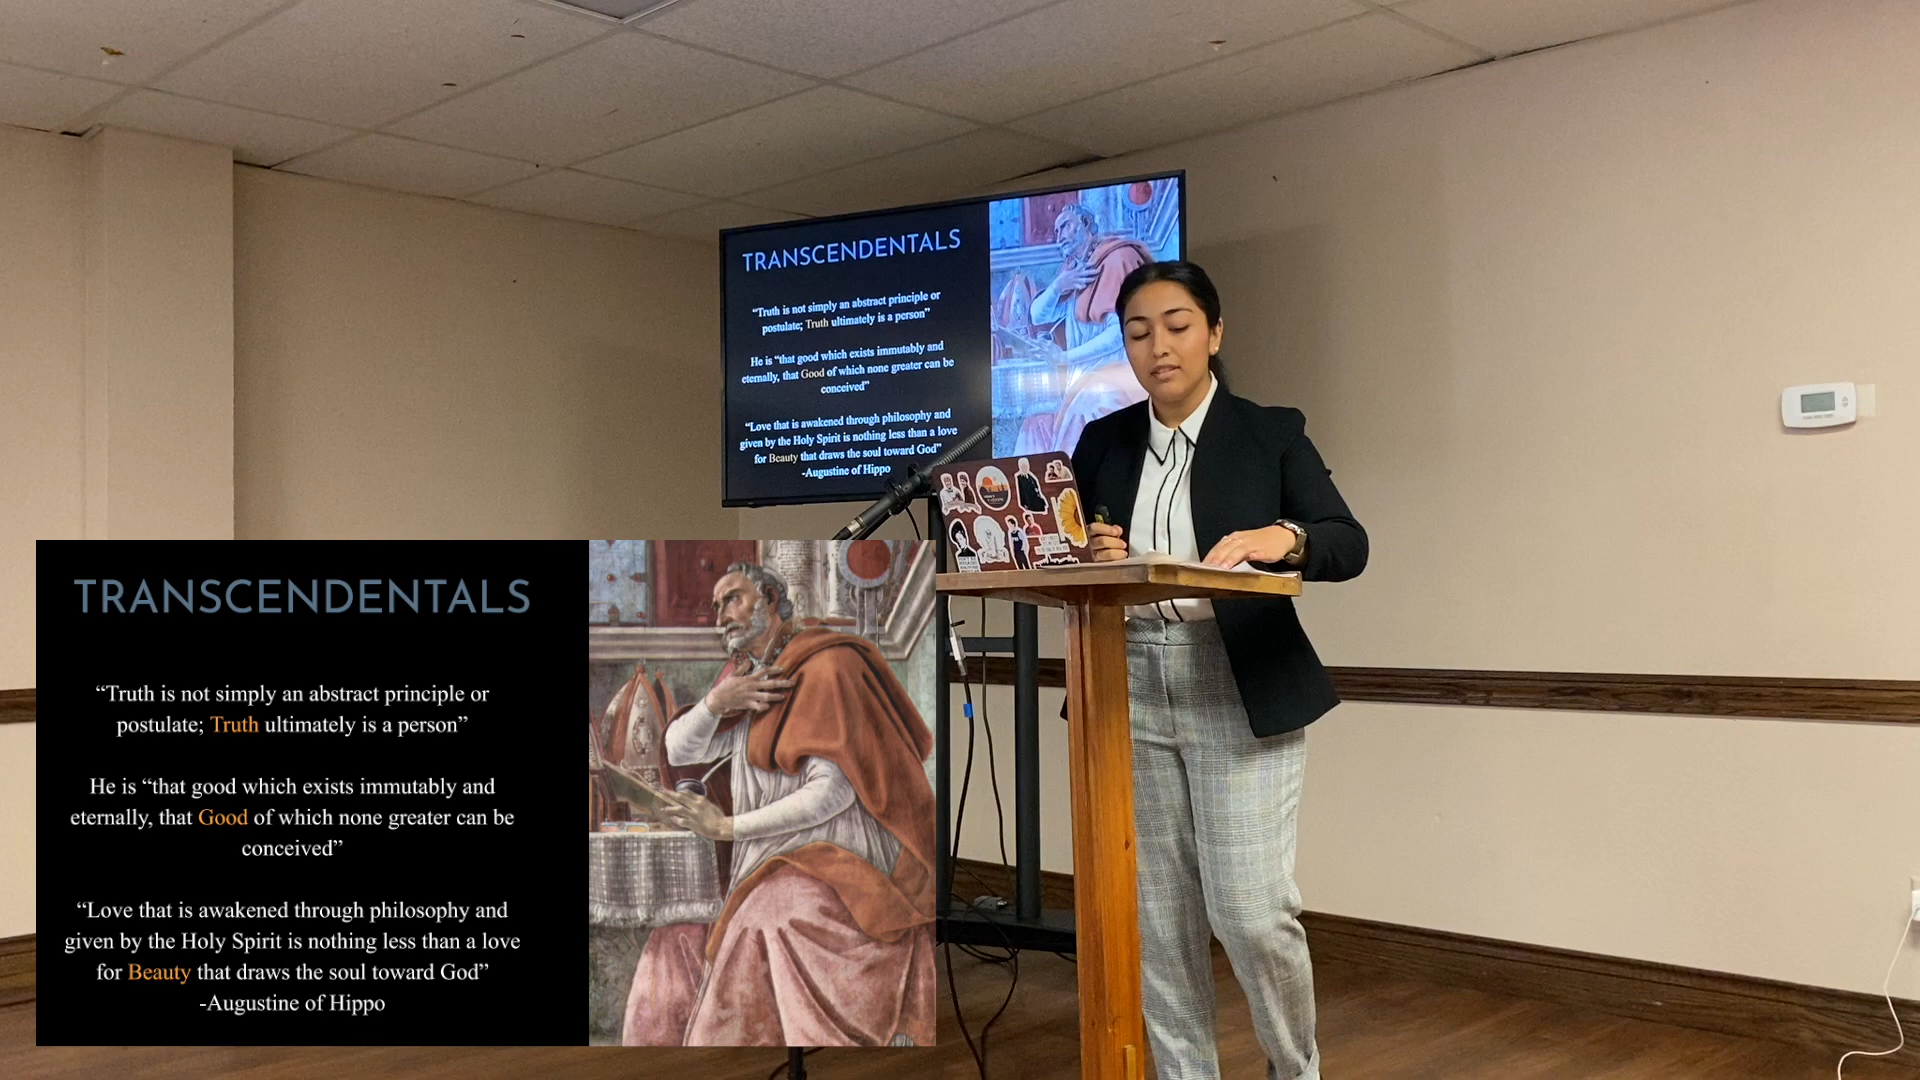 TRANSCENDENTALS
“Truth is not simply an abstract principle or
postulate; Truth ultimately is a person”
He is “that good which exists immutably and
eternally, that Good of which none greater can be
conceived”
“Love that is awakened through philosophy and
given by the Holy Spirit is nothing less than a love
for Beauty that draws the soul toward God”
-Augustine of Hippo
TRANSCENDENTALS
“Truth is not simply an abstract principle or
postulate; Truth ultimately is a person”
He is “that good which exists immutably and
eternally, that Good of which none greater can be
conceived”
“Love that is awakened through philosophy and
given by the Holy Spirit is nothing less than a love
for Beauty that draws the soul toward God”
-Augustine of Hippo